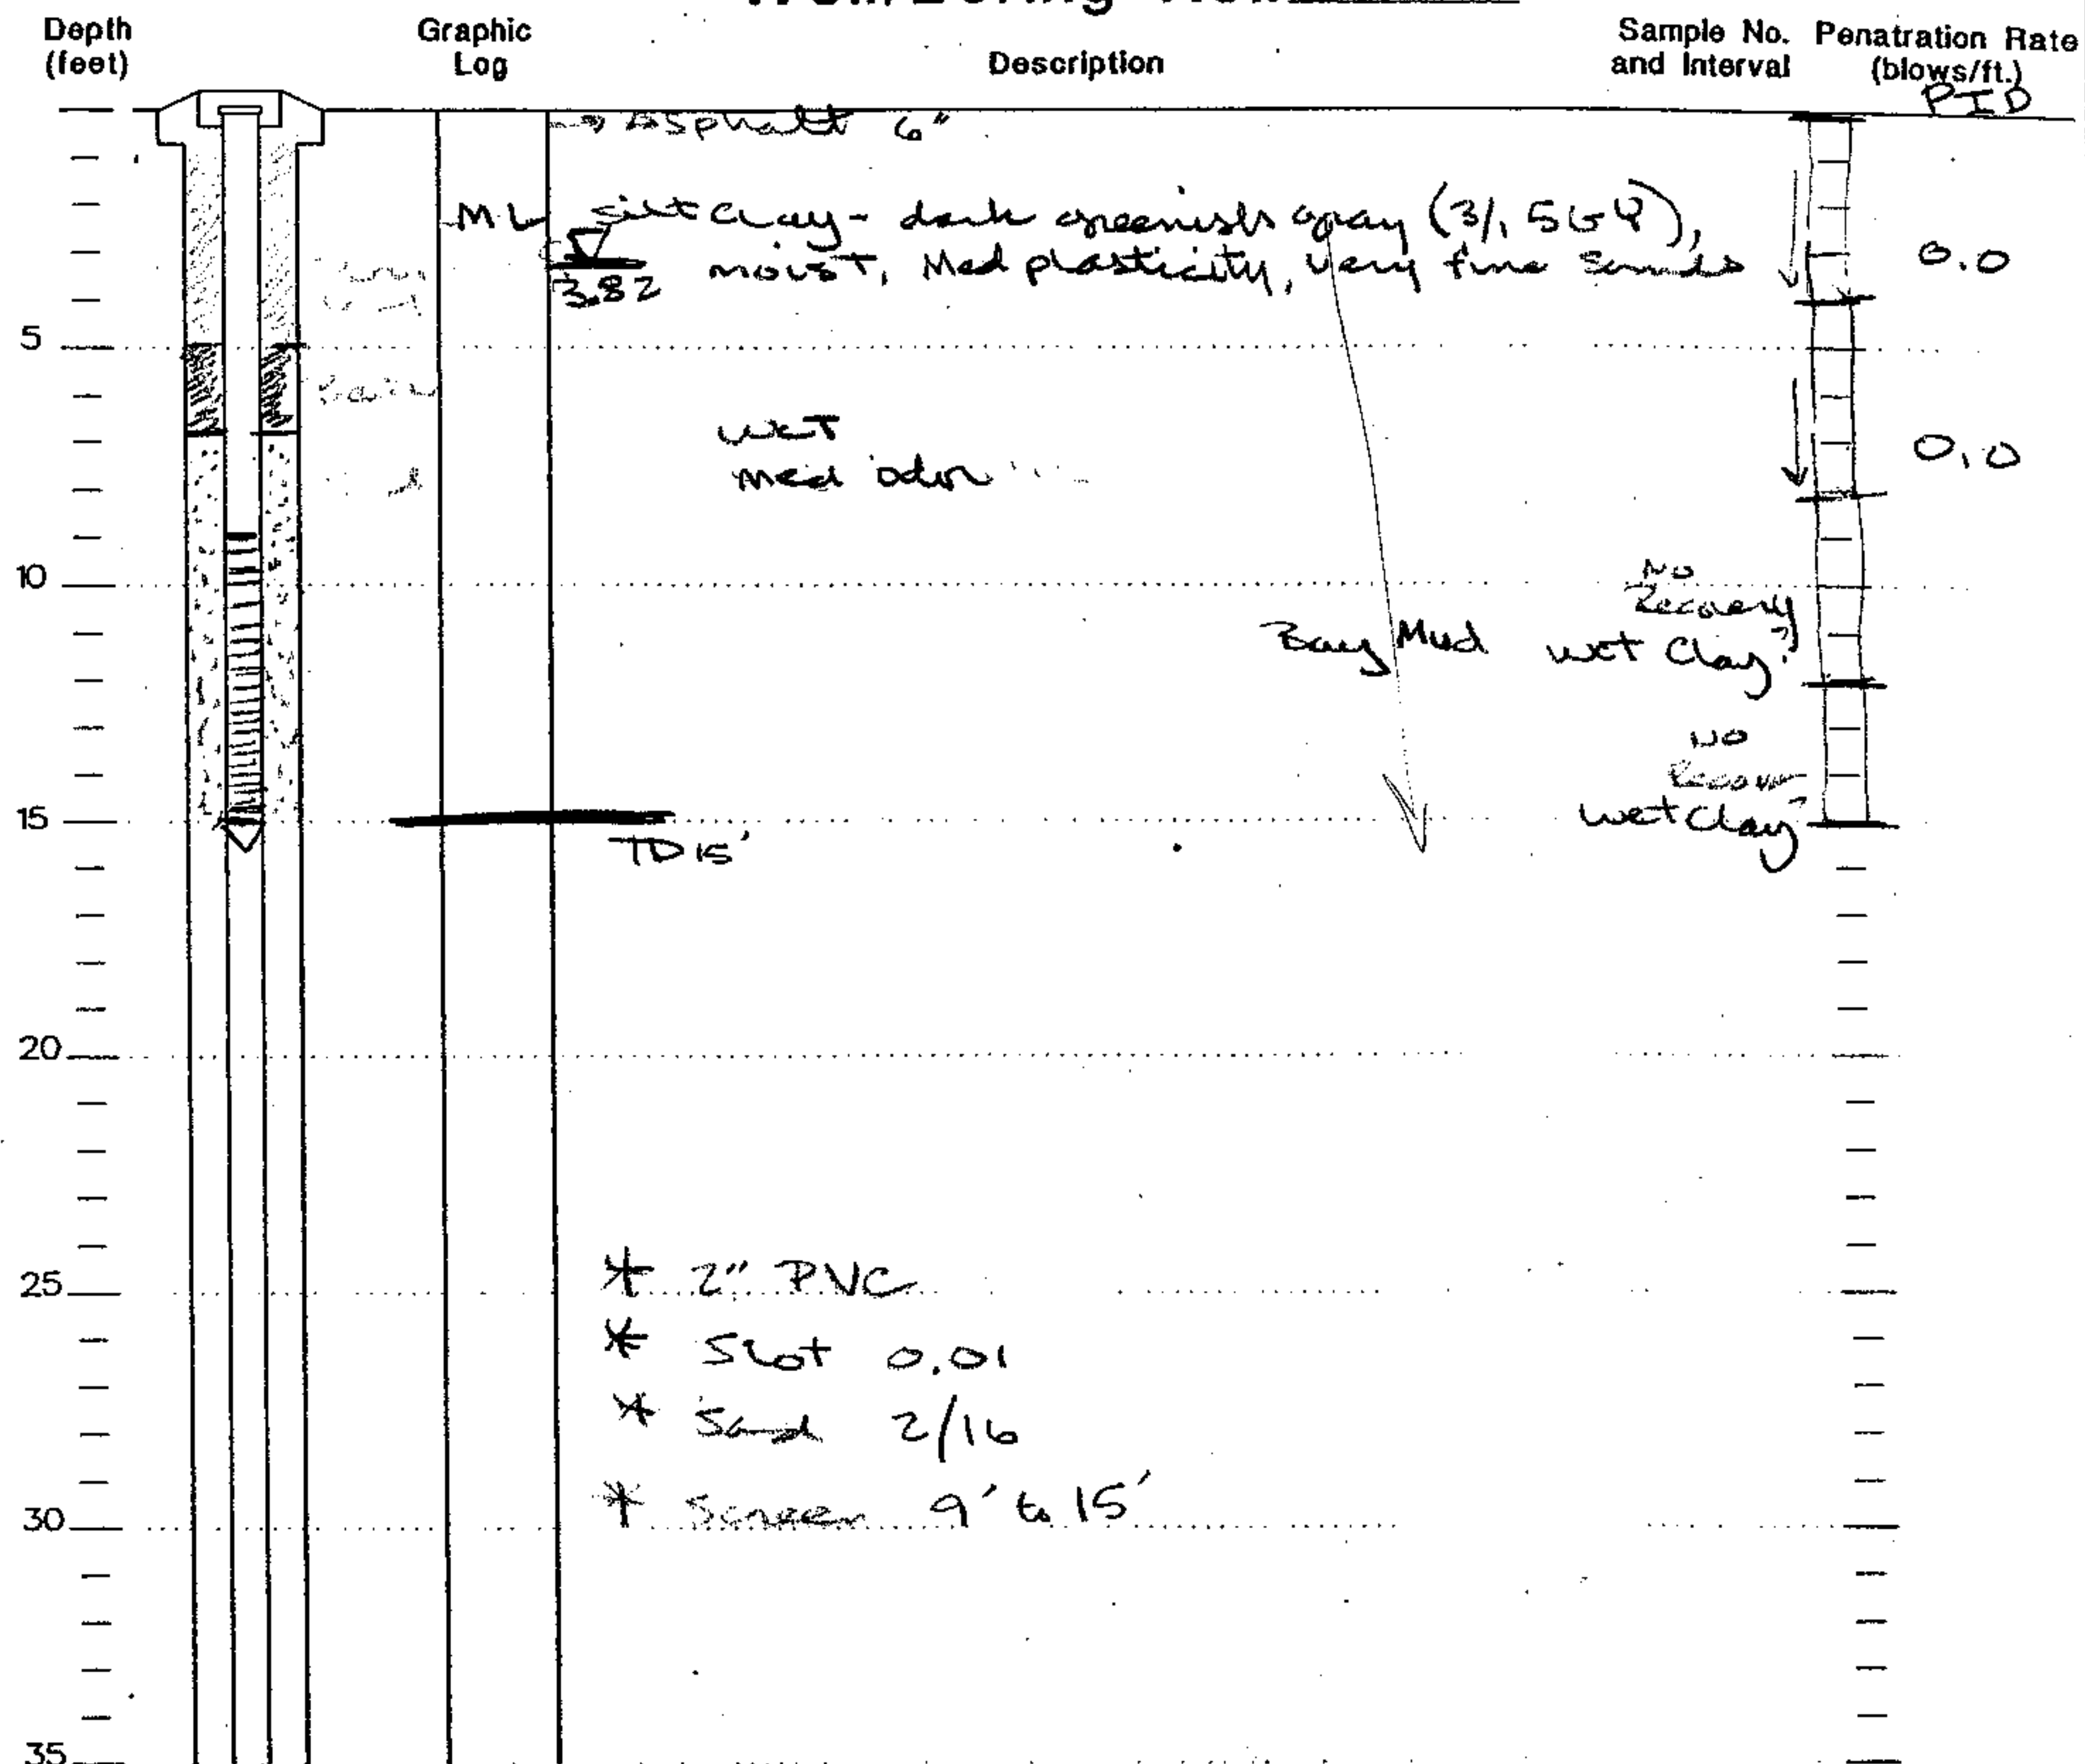 Depth
(feet)
Graphic
Log
Description
Sample No.
and Interval
Penatration Rate
(blows/ft.)
PID
→ Asphalt 6"
ML silt clay - dark greenish gray (3/, 5GY),
moist, Med plasticity, very fine sands
3.82
0.0
5
wet
med odor
0.0
10
No
Recovery
Bay Mud wet clay?
No
Recover
wet clay?
15
TD 15'
20
25
* 2" PVC
* Slot 0.01
* Sand 2/16
* Screen 9' to 15'
30
35